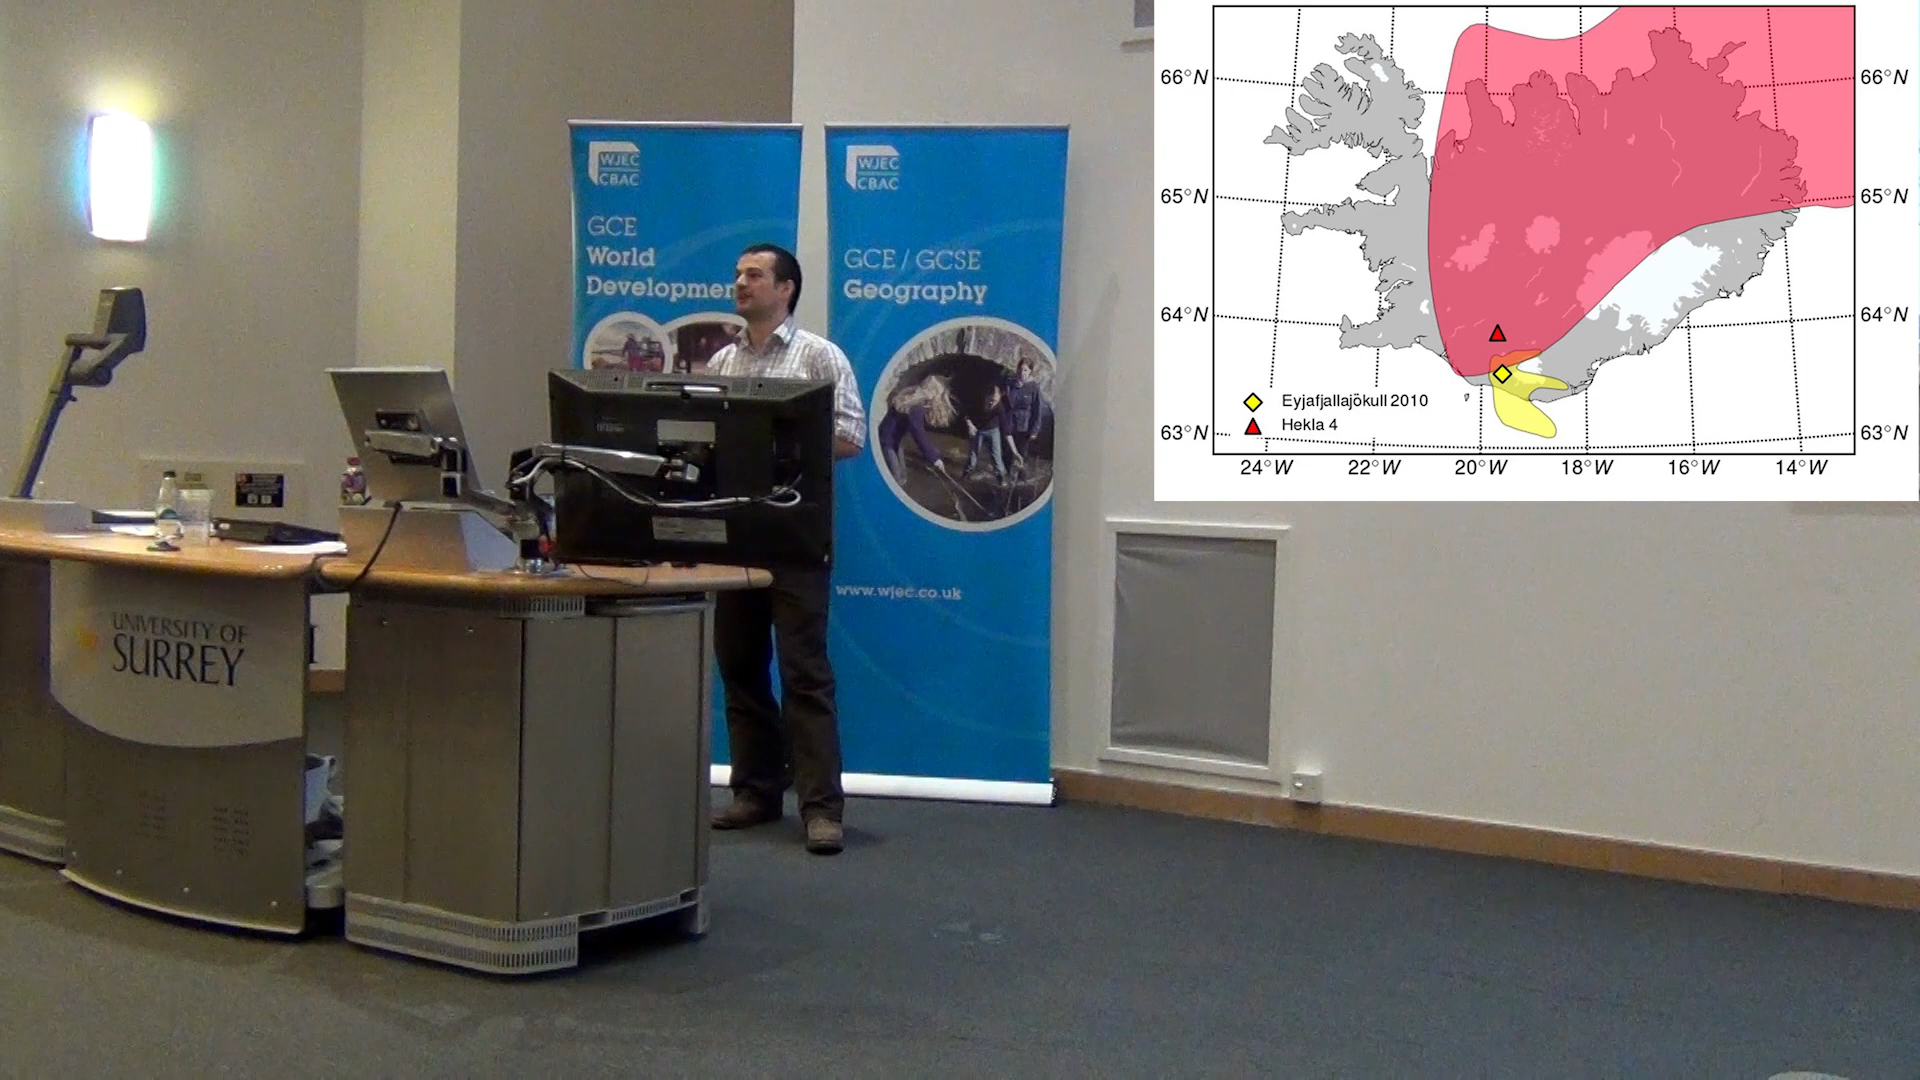 WJEC
CBAC
GCE
World
Developmen
WJEC
CBAC
GCE / GCSE
Geography
www.wjec.co.uk
UNIVERSITY OF
SURREY
66°N
66°N
65°N
65°N
64°N
64°N
63°N
63°N
Eyjafjallajökull 2010
Hekla 4
24°W
22°W
20°W
18°W
16°W
14°W